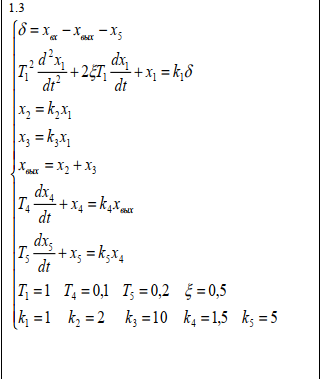 1.3
δ = x_вх − x_вых − x_5
T_1^2 d^2x_1/dt^2 + 2ξT_1 dx_1/dt + x_1 = k_1δ
x_2 = k_2x_1
x_3 = k_3x_1
x_вых = x_2 + x_3
T_4 dx_4/dt + x_4 = k_4x_вых
T_5 dx_5/dt + x_5 = k_5x_4
T_1 = 1 T_4 = 0,1 T_5 = 0,2 ξ = 0,5
k_1 = 1 k_2 = 2 k_3 = 10 k_4 = 1,5 k_5 = 5